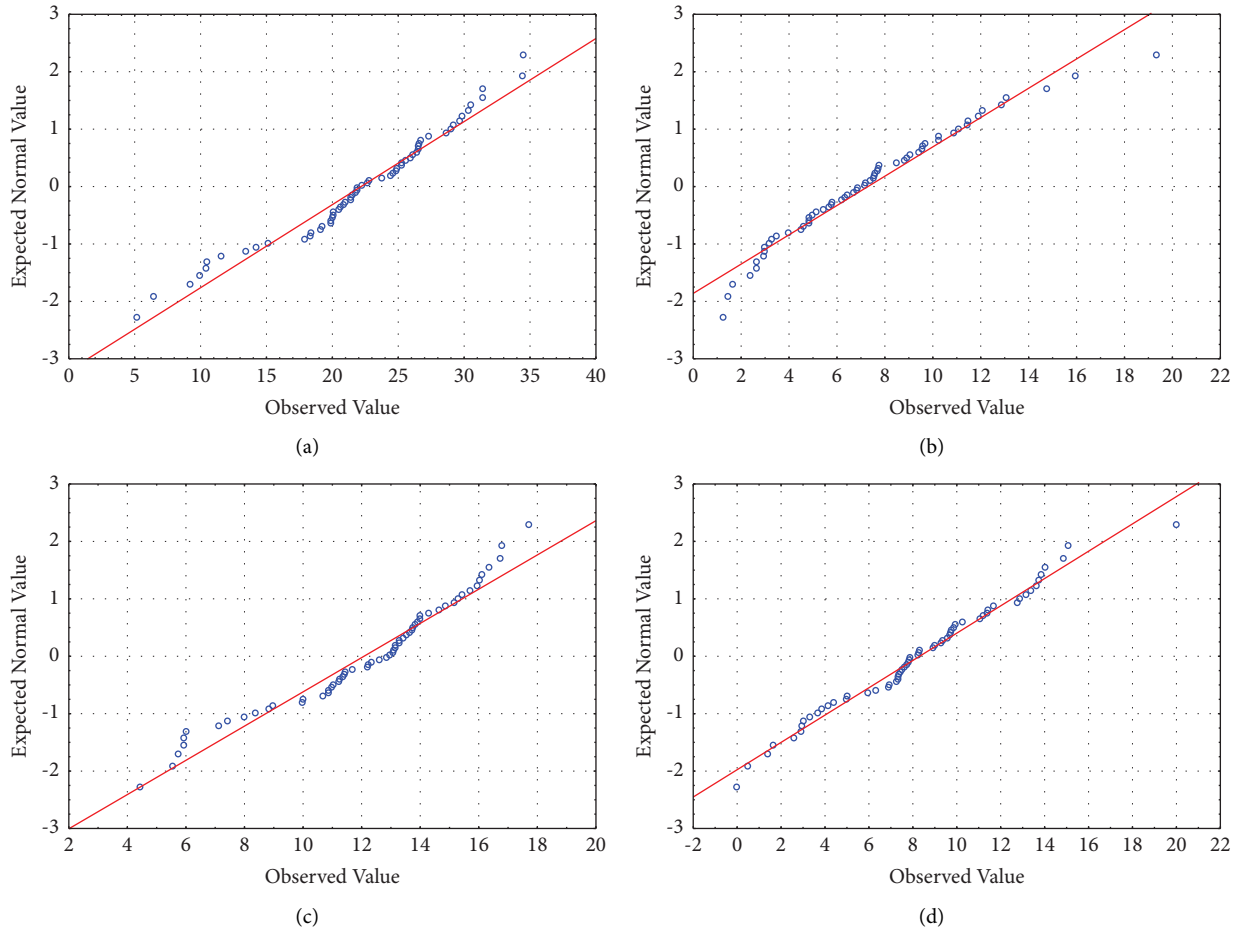 3
2
1
0
-1
-2
-3
Expected Normal Value
0 5 10 15 20 25 30 35 40
Observed Value
(a)
3
2
1
0
-1
-2
-3
Expected Normal Value
0 2 4 6 8 10 12 14 16 18 20 22
Observed Value
(b)
3
2
1
0
-1
-2
-3
Expected Normal Value
2 4 6 8 10 12 14 16 18 20
Observed Value
(c)
3
2
1
0
-1
-2
-3
Expected Normal Value
-2 0 2 4 6 8 10 12 14 16 18 20 22
Observed Value
(d)